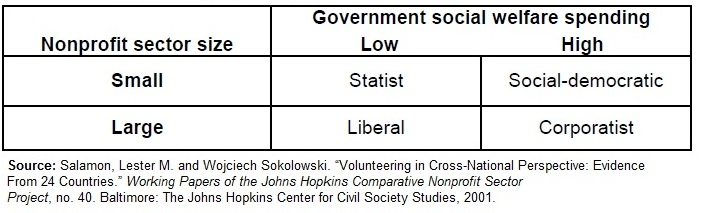 Government social welfare spending
Nonprofit sector size Low High
Small Statist Social-democratic
Large Liberal Corporatist
Source: Salamon, Lester M. and Wojciech Sokolowski. “Volunteering in Cross-National Perspective: Evidence
From 24 Countries.” Working Papers of the Johns Hopkins Comparative Nonprofit Sector
Project, no. 40. Baltimore: The Johns Hopkins Center for Civil Society Studies, 2001.